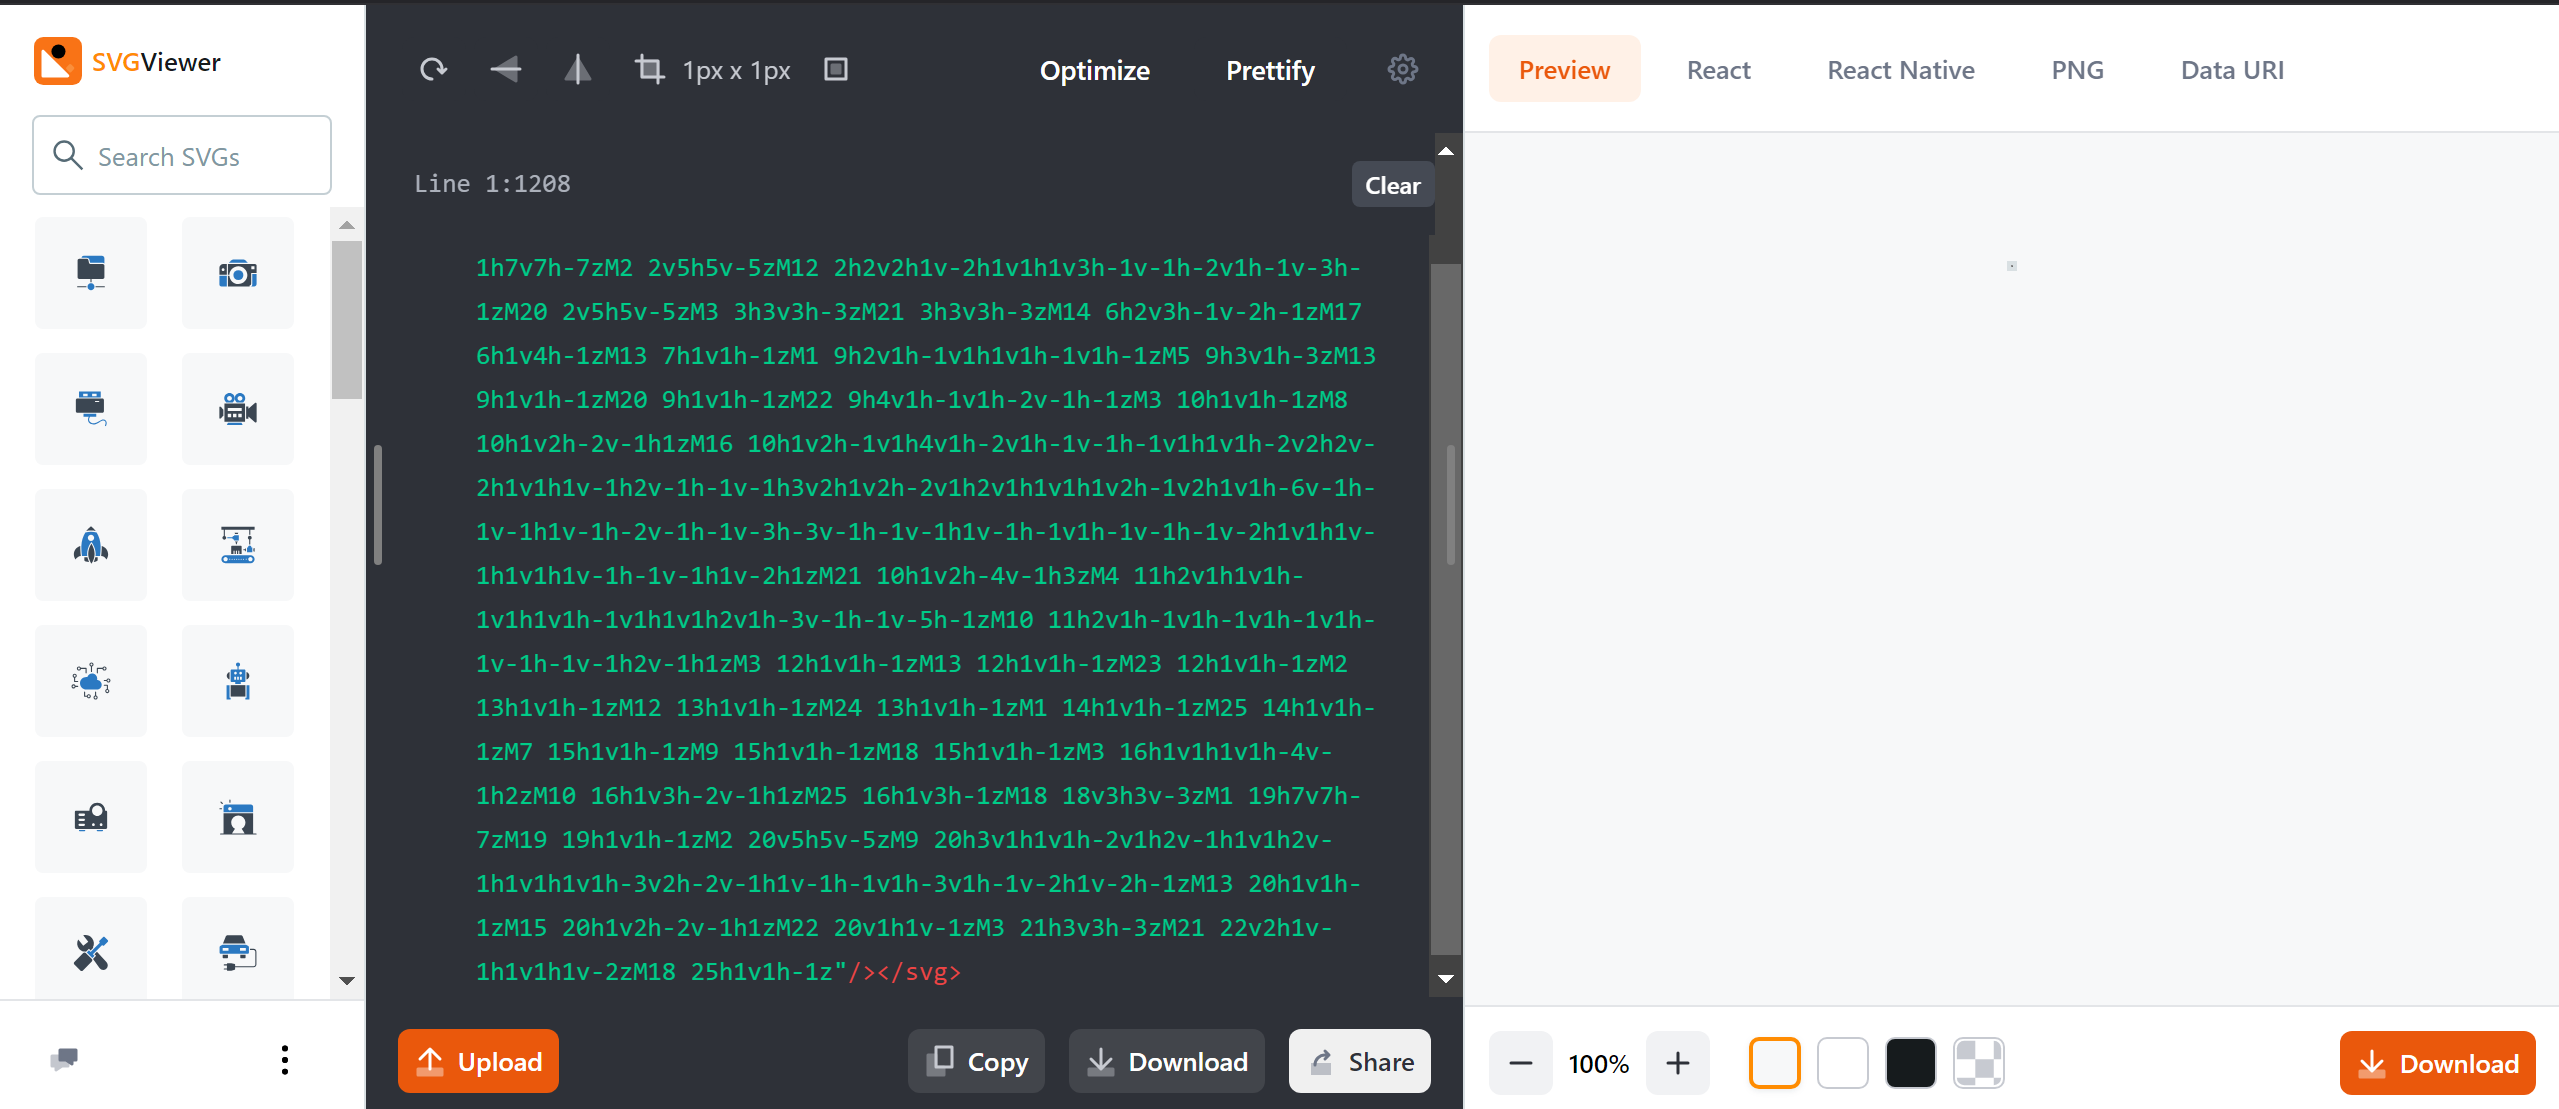 SVGViewer
Search SVGs
1px x 1px
Optimize
Prettify
Line 1:1208
Clear
1h7v7h-7zM2 2v5h5v-5zM12 2h2v2h1v-2h1v1h1v3h-1v-1h-2v1h-1v-3h-
1zM20 2v5h5v-5zM3 3h3v3h-3zM21 3h3v3h-3zM14 6h2v3h-1v-2h-1zM17
6h1v4h-1zM13 7h1v1h-1zM1 9h2v1h-1v1h1v1h-1v1h-1zM5 9h3v1h-3zM13
9h1v1h-1zM20 9h1v1h-1zM22 9h4v1h-1v1h-2v-1h-1zM3 10h1v1h-1zM8
10h1v2h-2v-1h1zM16 10h1v2h-1v1h4v1h-2v1h-1v-1h-1v1h1v1h-2v2h2v-
2h1v1h1v-1h2v-1h-1v-1h3v2h1v2h-2v1h2v1h1v1h1v2h-1v2h1v1h-6v-1h-
1v-1h1v-1h-2v-1h-1v-3h-3v-1h-1v-1h1v-1h-1v1h-1v-1h-1v-2h1v1h1v-
1h1v1h1v-1h-1v-1h1v-2h1zM21 10h1v2h-4v-1h3zM4 11h2v1h1v1h-
1v1h1v1h-1v1h1v1h2v1h-3v-1h-1v-5h-1zM10 11h2v1h-1v1h-1v1h-1v1h-
1v-1h-1v-1h2v-1h1zM3 12h1v1h-1zM13 12h1v1h-1zM23 12h1v1h-1zM2
13h1v1h-1zM12 13h1v1h-1zM24 13h1v1h-1zM1 14h1v1h-1zM25 14h1v1h-
1zM7 15h1v1h-1zM9 15h1v1h-1zM18 15h1v1h-1zM3 16h1v1h1v1h-4v-
1h2zM10 16h1v3h-2v-1h1zM25 16h1v3h-1zM18 18v3h3v-3zM1 19h7v7h-
7zM19 19h1v1h-1zM2 20v5h5v-5zM9 20h3v1h1v1h-2v1h2v-1h1v1h2v-
1h1v1h1v1h-3v2h-2v-1h1v-1h-1v1h-3v1h-1v-2h1v-2h-1zM13 20h1v1h-
1zM15 20h1v2h-2v-1h1zM22 20v1h1v-1zM3 21h3v3h-3zM21 22v2h1v-
1h1v1h1v-2zM18 25h1v1h-1z"/></svg>
Upload
Copy
Download
Share
Preview
React
React Native
PNG
Data URI
100%
Download